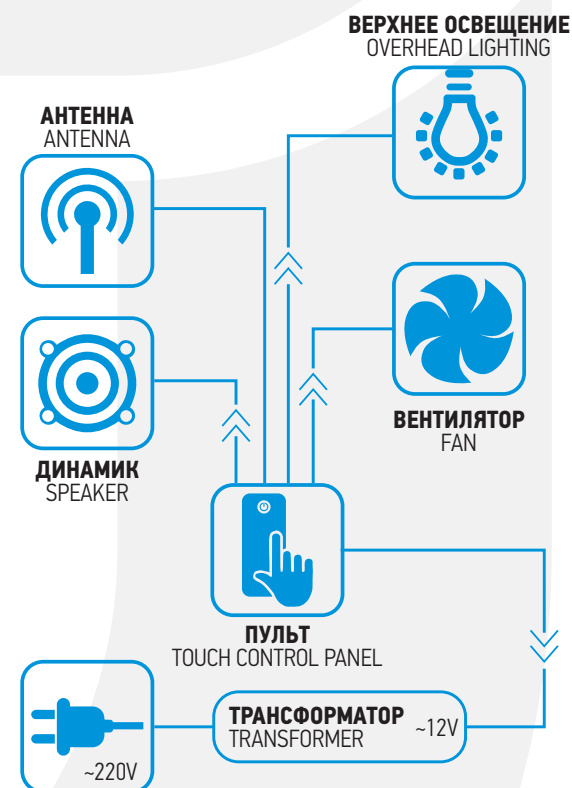 ВЕРХНЕЕ ОСВЕЩЕНИЕ
OVERHEAD LIGHTING
АНТЕННА
ANTENNA
ВЕНТИЛЯТОР
FAN
ДИНАМИК
SPEAKER
ПУЛЬТ
TOUCH CONTROL PANEL
ТРАНСФОРМАТОР
TRANSFORMER
~12V
~220V